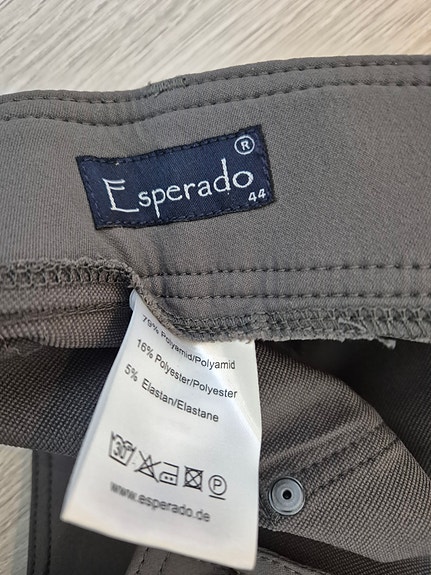 Esperado ®
44
79% Polyamid/Polyamid
16% Polyester/Polyester
5% Elastan/Elastane
30°
P
www.esperado.de